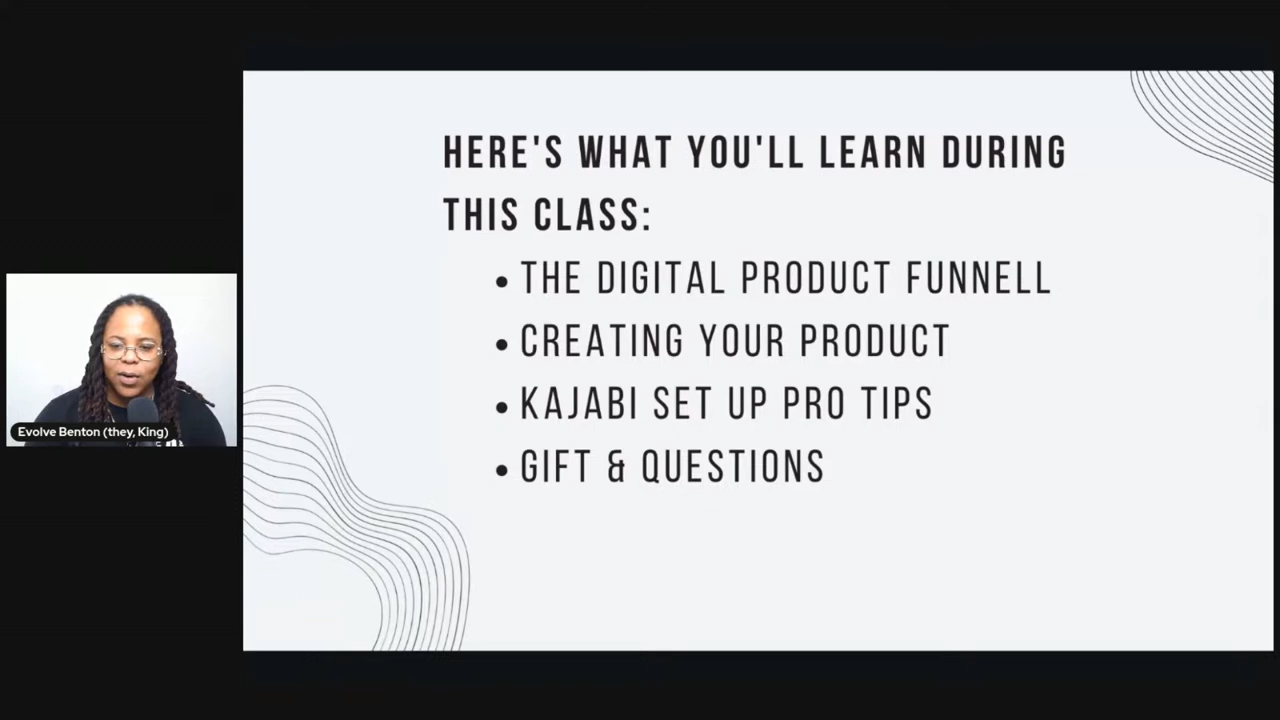 HERE'S WHAT YOU'LL LEARN DURING
THIS CLASS:
• THE DIGITAL PRODUCT FUNNELL
• CREATING YOUR PRODUCT
• KAJABI SET UP PRO TIPS
• GIFT & QUESTIONS
Evolve Benton (they, King)